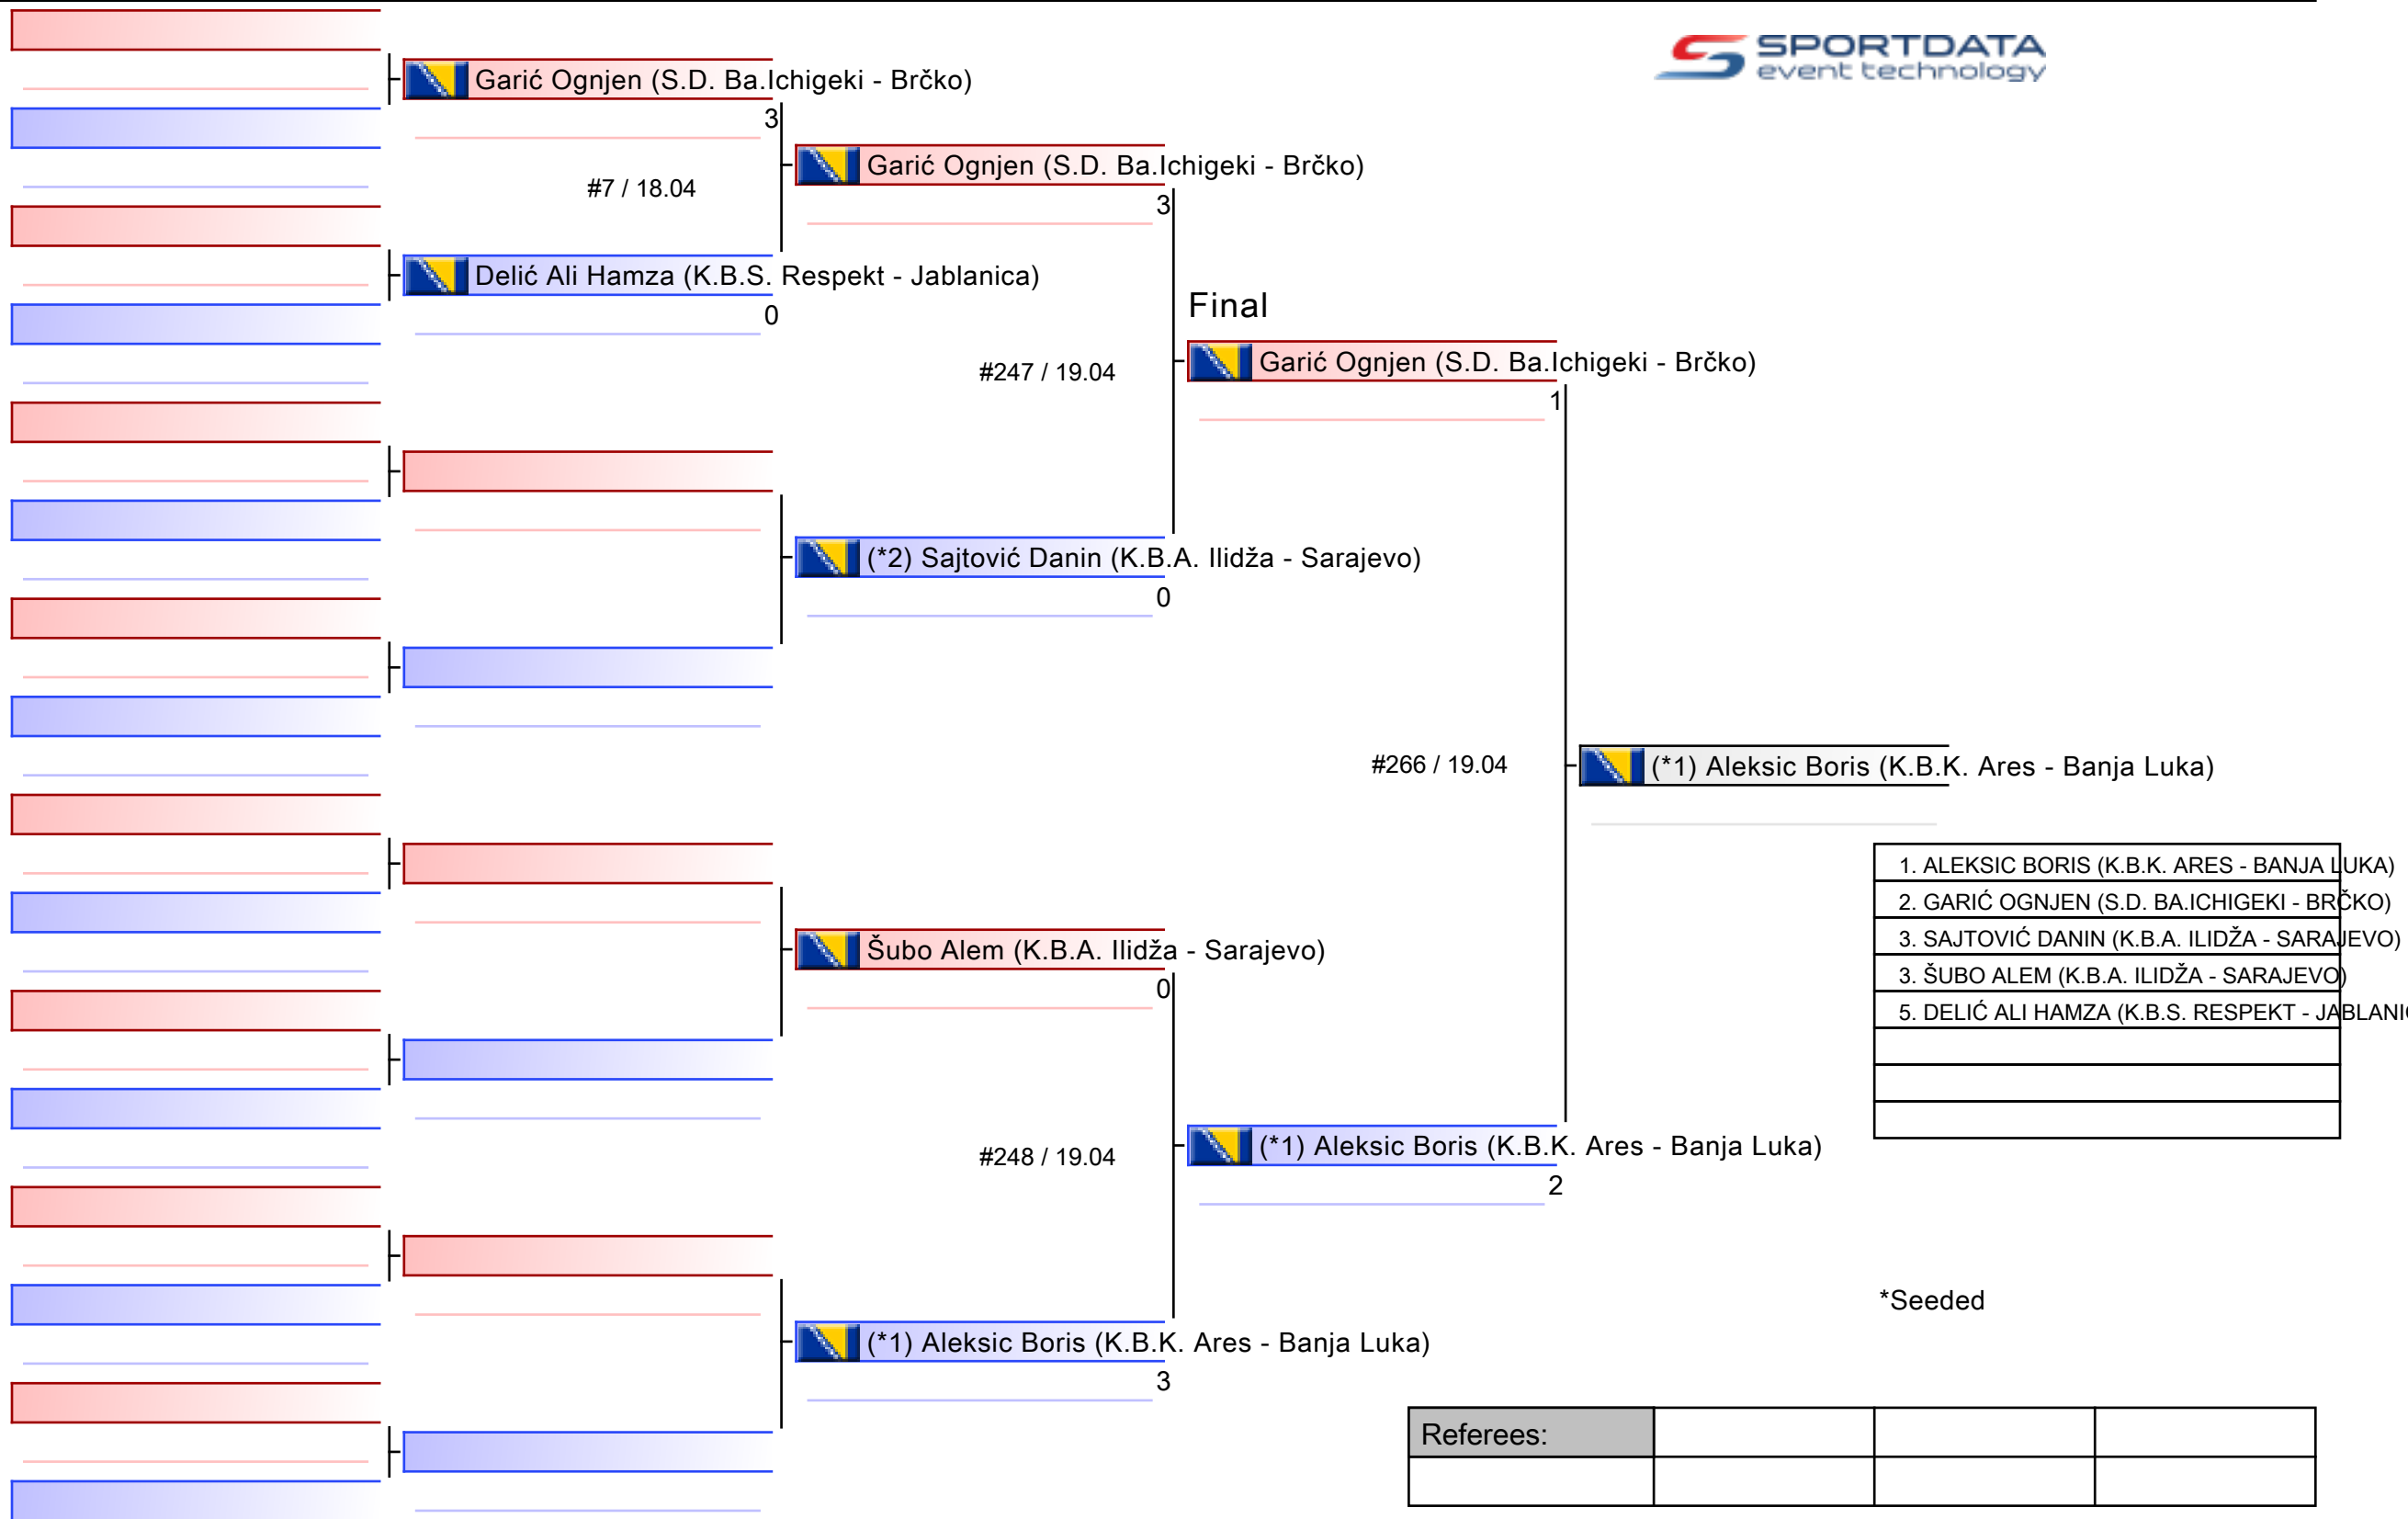 SPORTDATA
event technology
Garić Ognjen (S.D. Ba.Ichigeki - Brčko)
3
#7 / 18.04
Delić Ali Hamza (K.B.S. Respekt - Jablanica)
0
Garić Ognjen (S.D. Ba.Ichigeki - Brčko)
3
#247 / 19.04
(*2) Sajtović Danin (K.B.A. Ilidža - Sarajevo)
0
Šubo Alem (K.B.A. Ilidža - Sarajevo)
0
#248 / 19.04
(*1) Aleksic Boris (K.B.K. Ares - Banja Luka)
3
Final
Garić Ognjen (S.D. Ba.Ichigeki - Brčko)
1
#266 / 19.04
(*1) Aleksic Boris (K.B.K. Ares - Banja Luka)
2
(*1) Aleksic Boris (K.B.K. Ares - Banja Luka)
1. ALEKSIC BORIS (K.B.K. ARES - BANJA LUKA)
2. GARIĆ OGNJEN (S.D. BA.ICHIGEKI - BRČKO)
3. SAJTOVIĆ DANIN (K.B.A. ILIDŽA - SARAJEVO)
3. ŠUBO ALEM (K.B.A. ILIDŽA - SARAJEVO)
5. DELIĆ ALI HAMZA (K.B.S. RESPEKT - JABLANI
*Seeded
Referees: